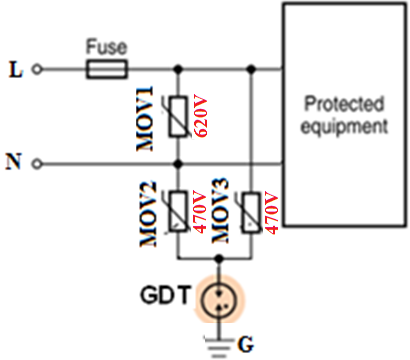 Fuse
L
MOV1
620V
Protected
equipment
N
MOV2
470V
MOV3
470V
GDT
G